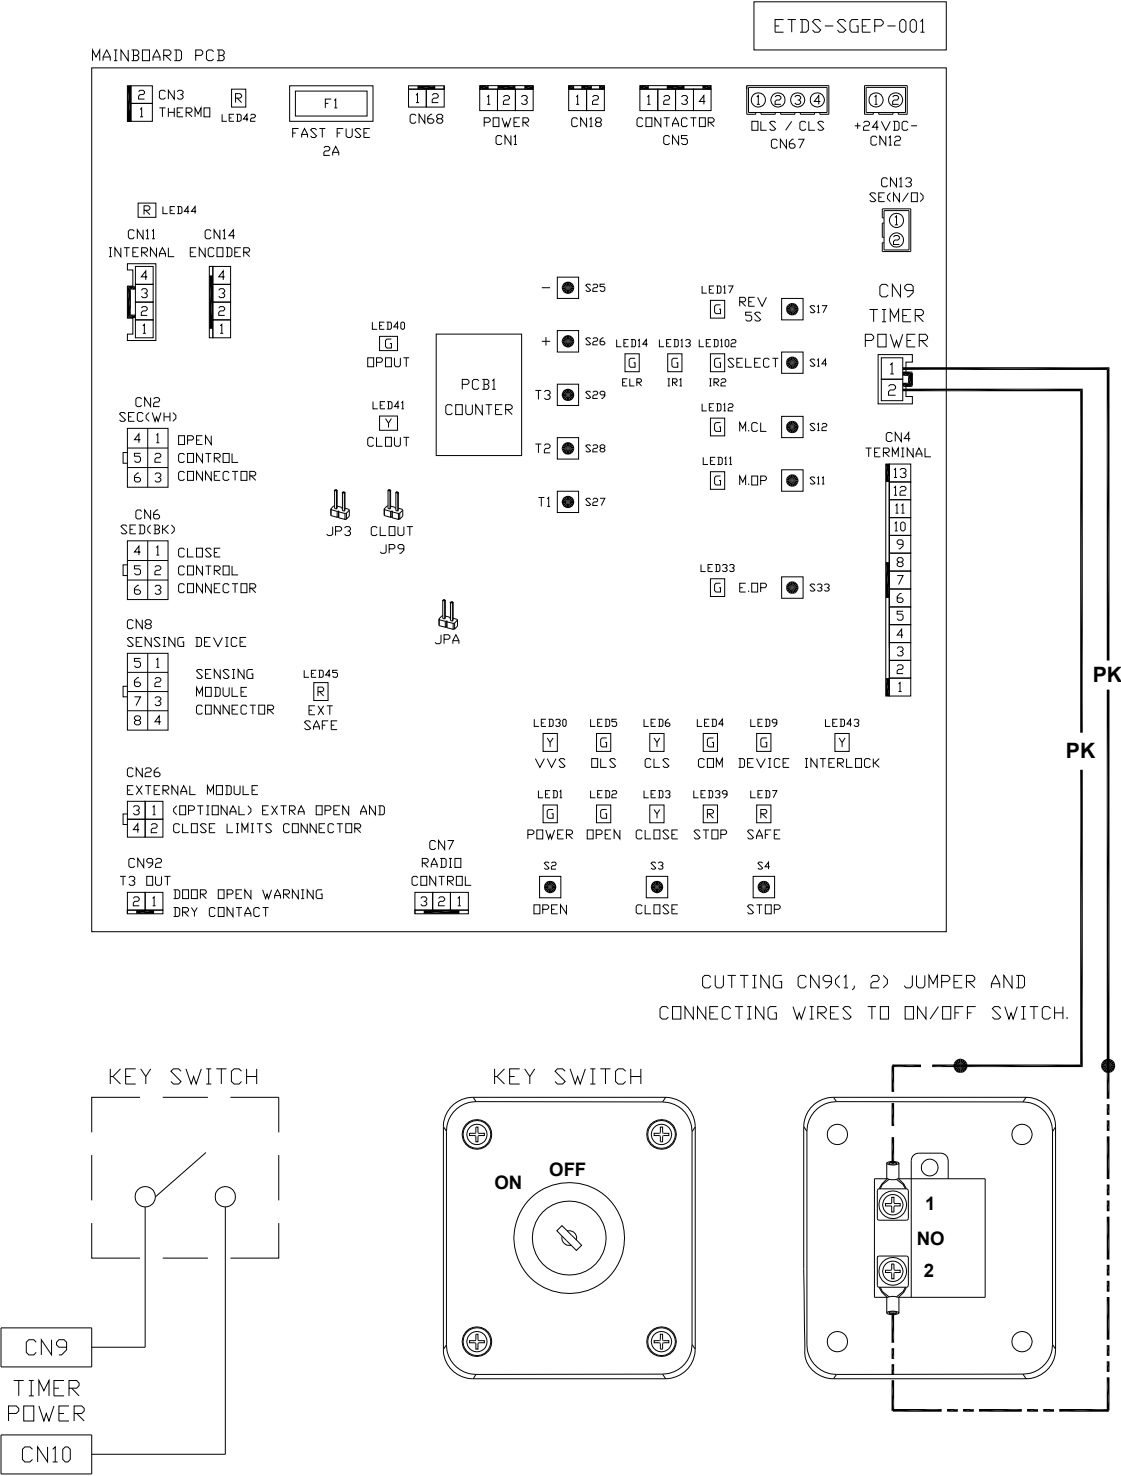 ETDS-SGEP-001
MAINBOARD PCB
2 CN3
1 THERMO
R
LED42
F1
FAST FUSE
2A
1 2
CN68
1 2 3
POWER
CN1
1 2
CN18
1 2 3 4
CONTACTOR
CN5
1 2 3 4
OLS / CLS
CN67
1 2
+24VDC-
CN12
CN13
SE(N/O)
1
2
R LED44
CN11
INTERNAL
4
3
2
1
CN14
ENCODER
4
3
2
1
- S25
+ S26
T3 S29
T2 S28
T1 S27
LED40
G
OPOUT
LED41
Y
CLOUT
PCB1
COUNTER
LED17
G REV
5S S17
LED14
G
ELR
LED13
G
IR1
LED102
G SELECT S14
IR2
LED12
G M.CL S12
LED11
G M.OP S11
LED33
G E.OP S33
CN9
TIMER
POWER
1
2
CN4
TERMINAL
13
12
11
10
9
8
7
6
5
4
3
2
1
CN2
SEC(WH)
4 1 OPEN
5 2 CONTROL
6 3 CONNECTOR
JP3
CLOUT
JP9
JPA
CN6
SED(BK)
4 1 CLOSE
5 2 CONTROL
6 3 CONNECTOR
CN8
SENSING DEVICE
5 1
6 2
7 3
8 4
SENSING
MODULE
CONNECTOR
LED45
R
EXT
SAFE
PK
PK
LED30
Y
VVS
LED5
G
OLS
LED6
Y
CLS
LED4
G
COM
LED9
G
DEVICE
LED43
Y
INTERLOCK
CN26
EXTERNAL MODULE
3 1 (OPTIONAL) EXTRA OPEN AND
4 2 CLOSE LIMITS CONNECTOR
LED1
G
POWER
LED2
G
OPEN
LED3
Y
CLOSE
LED39
R
STOP
LED7
R
SAFE
CN92
T3 OUT
2 1 DOOR OPEN WARNING
DRY CONTACT
CN7
RADIO
CONTROL
3 2 1
S2
OPEN
S3
CLOSE
S4
STOP
CUTTING CN9(1, 2) JUMPER AND
CONNECTING WIRES TO ON/OFF SWITCH.
KEY SWITCH
CN9
TIMER
POWER
CN10
KEY SWITCH
ON OFF
1
NO
2